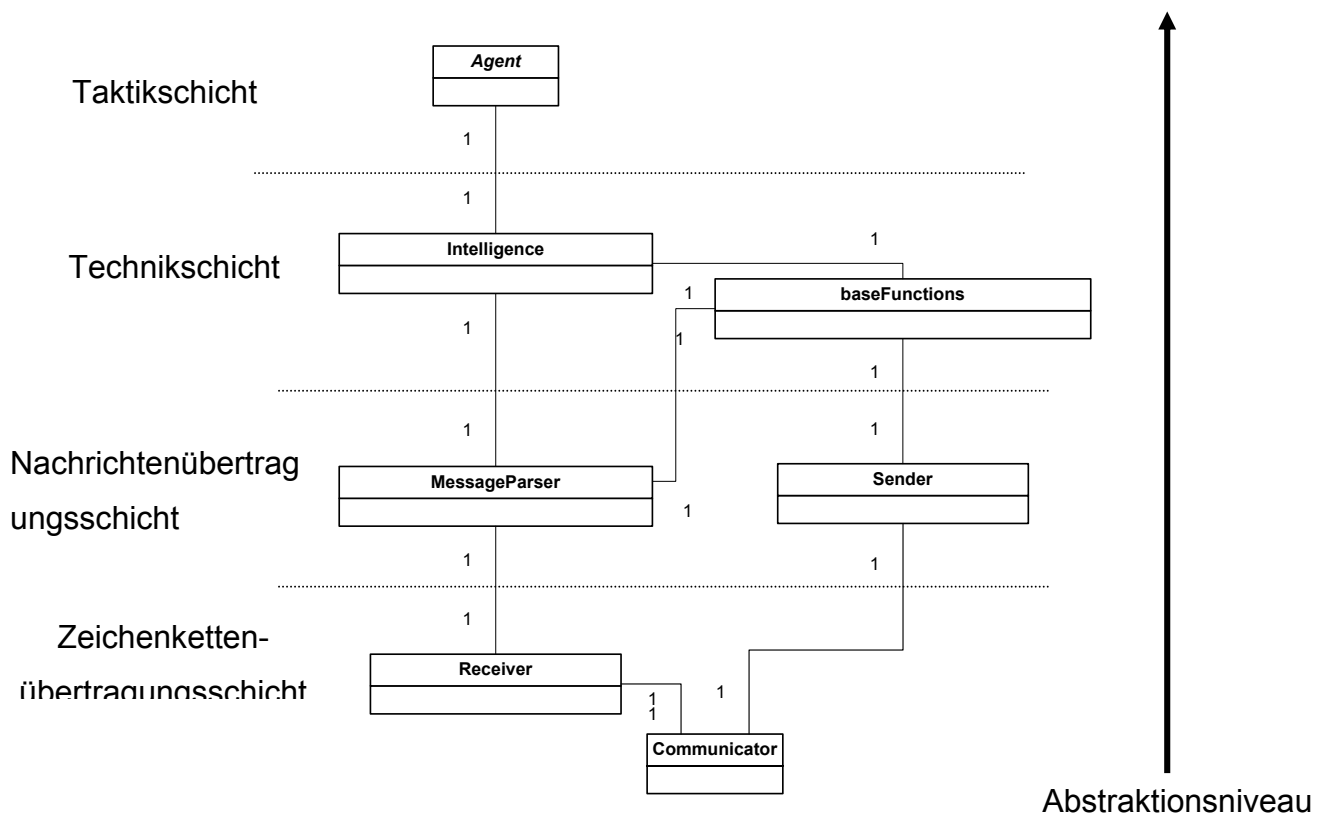 Agent
Taktikschicht
1
1
Intelligence
1
Technikschicht
baseFunctions
1
1
1
1
1
1
Nachrichtenübertrag
ungsschicht
MessageParser
Sender
1
1
1
1
Zeichenketten-
übertragungsschicht
Receiver
1
1
1
Communicator
Abstraktionsniveau